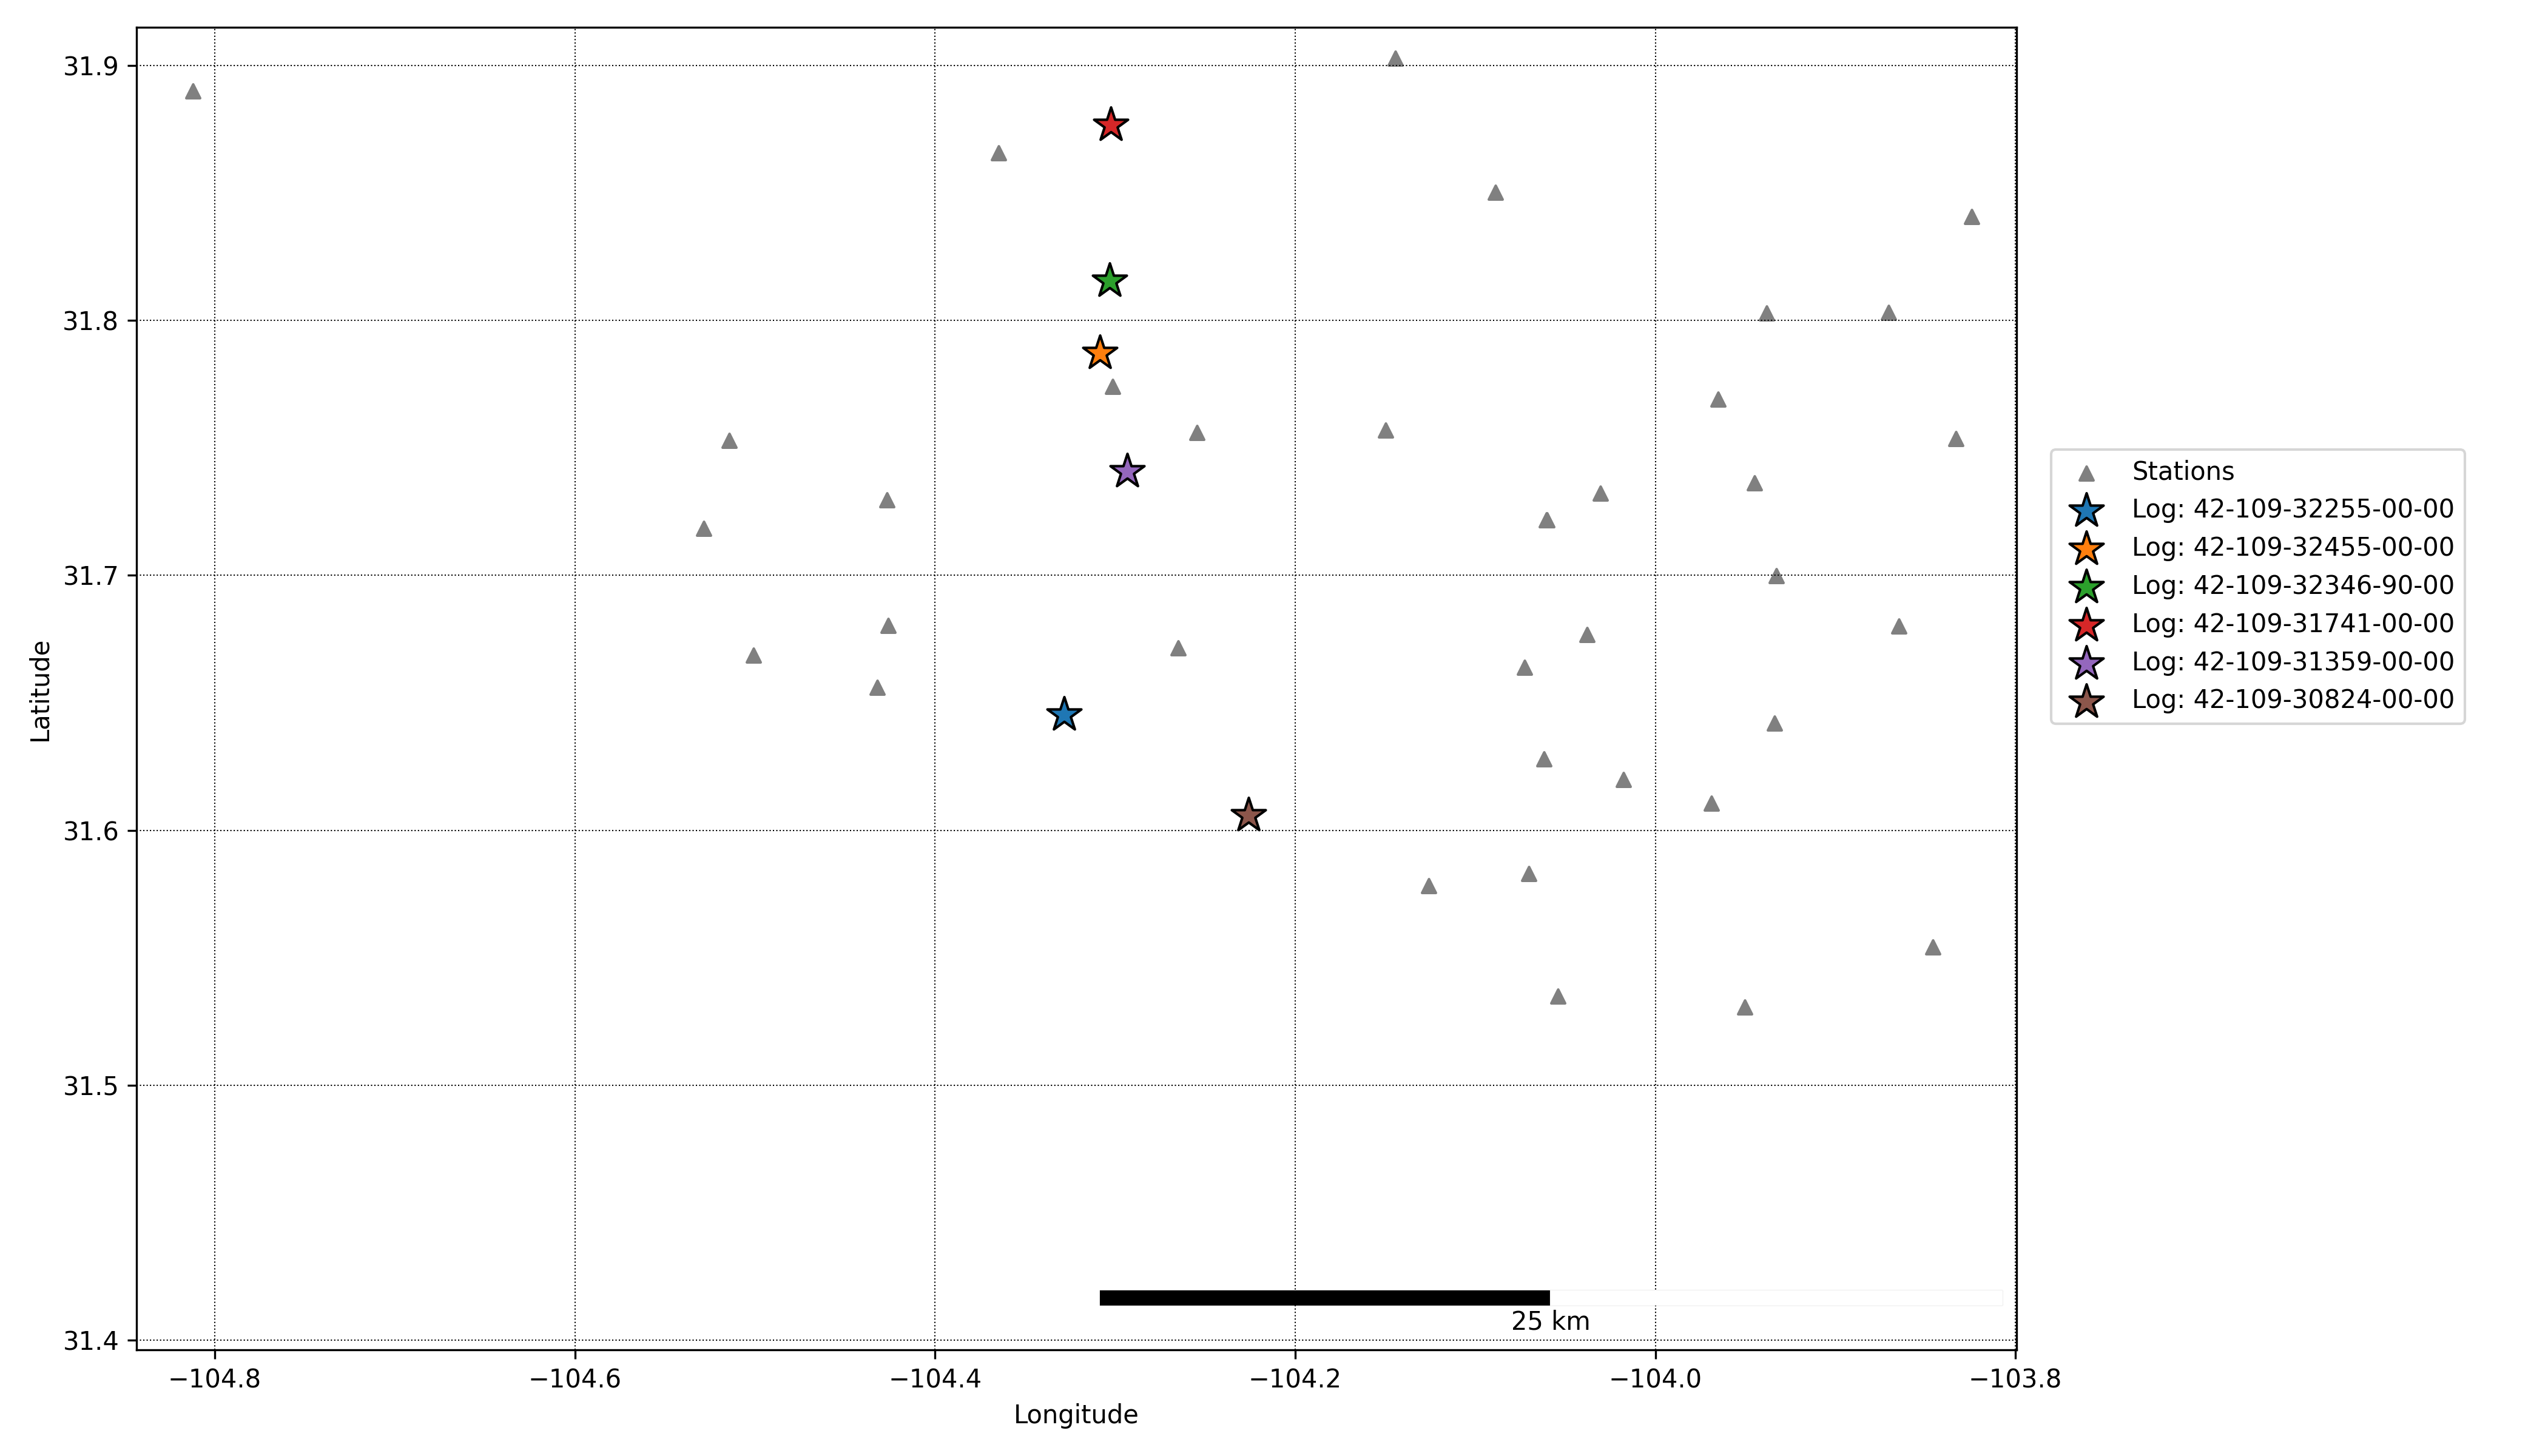 31.9
31.8
31.7
31.6
31.5
31.4
Latitude
−104.8
−104.6
−104.4
−104.2
−104.0
−103.8
Longitude
25 km
Stations
Log: 42-109-32255-00-00
Log: 42-109-32455-00-00
Log: 42-109-32346-90-00
Log: 42-109-31741-00-00
Log: 42-109-31359-00-00
Log: 42-109-30824-00-00